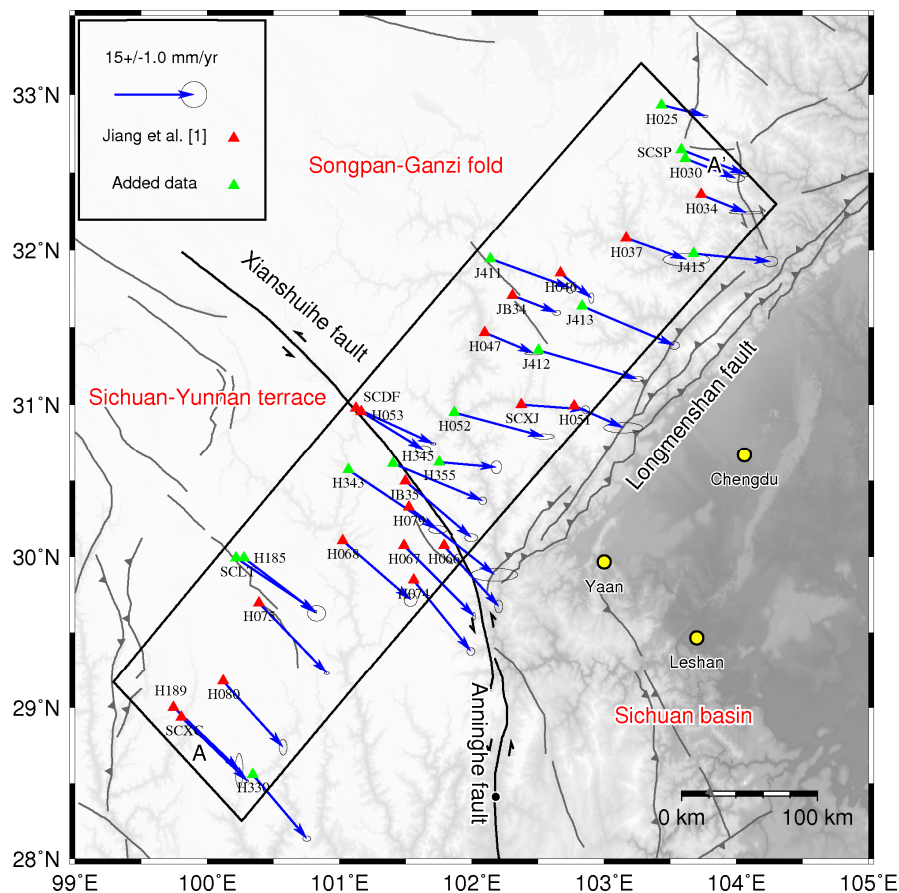 15+/-1.0 mm/yr
Jiang et al. [1]
Added data
33°N
32°N
31°N
30°N
29°N
28°N
99°E
100°E
101°E
102°E
103°E
104°E
105°E
Songpan-Ganzi fold
Sichuan-Yunnan terrace
Sichuan basin
Xianshuihe fault
Longmenshan fault
Anninghe fault
H025
SCSP
H030
A'
H034
H037
J415
J411
H046
JB34
J413
H047
J412
SCDF
H053
H052
SCXJ
H051
H345
H355
H343
JB35
H079
H068
H067
H066
H074
H185
SCLT
H075
H080
H189
SCXC
A
H330
Chengdu
Yaan
Leshan
0 km
100 km